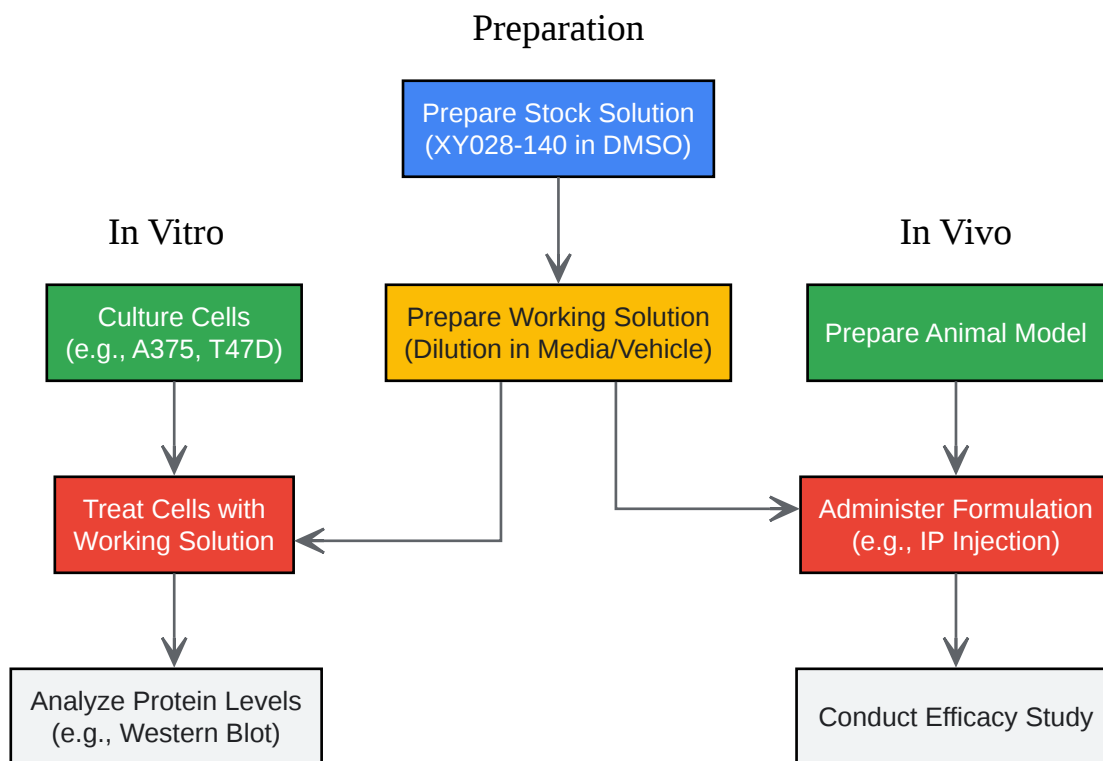 Preparation
Prepare Stock Solution
(XY028-140 in DMSO)
In Vitro
In Vivo
Culture Cells
(e.g., A375, T47D)
Prepare Working Solution
(Dilution in Media/Vehicle)
Prepare Animal Model
Treat Cells with
Working Solution
Administer Formulation
(e.g., IP Injection)
Analyze Protein Levels
(e.g., Western Blot)
Conduct Efficacy Study